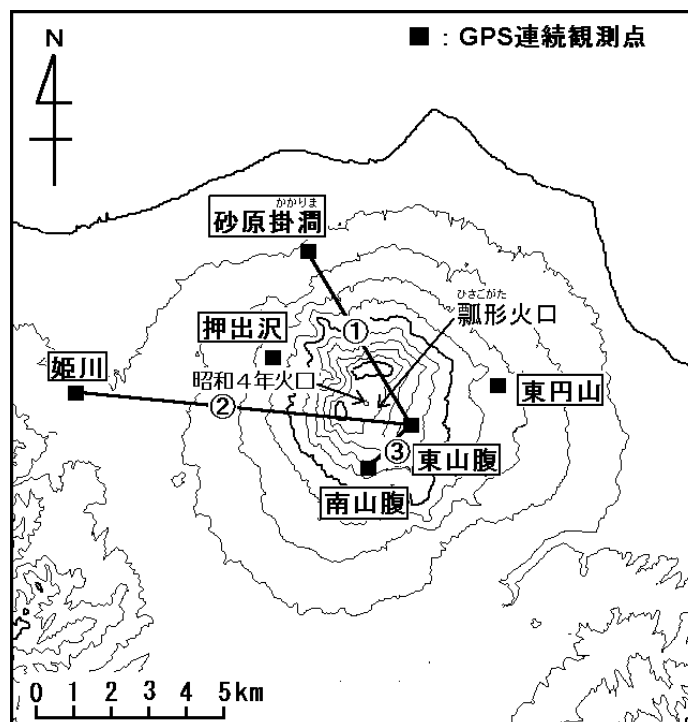 N
■：GPS連続観測点
かかりま
砂原掛澗
ひさごがた
瓢形火口
①
押出沢
姫川
昭和４年火口
東円山
②
③
東山腹
南山腹
0 1 2 3 4 5km